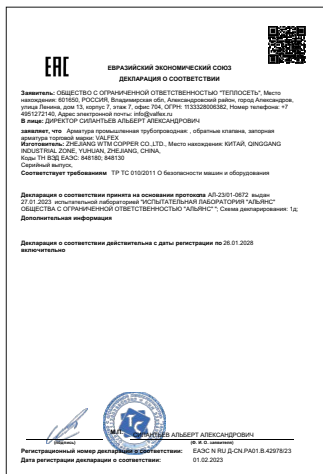 ЕАС
ЕВРАЗИЙСКИЙ ЭКОНОМИЧЕСКИЙ СОЮЗ
ДЕКЛАРАЦИЯ О СООТВЕТСТВИИ
Заявитель: ОБЩЕСТВО С ОГРАНИЧЕННОЙ ОТВЕТСТВЕННОСТЬЮ "ТЕПЛОСЕТЬ", Место
нахождения: 601650, РОССИЯ, Владимирская обл, Александровский район, город Александров,
улица Ленина, дом 13, корпус 7, этаж 7, офис 704, ОГРН: 1133328006382, Номер телефона: +7
4951272140, Адрес электронной почты: info@valfex.ru
В лице: ДИРЕКТОР СИЛАНТЬЕВ АЛЬБЕРТ АЛЕКСАНДРОВИЧ
заявляет, что Арматура промышленная трубопроводная: , обратные клапана, запорная
арматура торговой марки: VALFEX
Изготовитель: ZHEJIANG WTM COPPER CO.,LTD., Место нахождения: КИТАЙ, QINGGANG
INDUSTRIAL ZONE, YUHUAN, ZHEJIANG, CHINA,
Коды ТН ВЭД ЕАЭС: 848180; 848130
Серийный выпуск,
Соответствует требованиям ТР ТС 010/2011 О безопасности машин и оборудования
Декларация о соответствии принята на основании протокола АЛ-23/01-0672 выдан
27.01.2023 испытательной лабораторией "ИСПЫТАТЕЛЬНАЯ ЛАБОРАТОРИЯ "АЛЬЯНС"
ОБЩЕСТВА С ОГРАНИЧЕННОЙ ОТВЕТСТВЕННОСТЬЮ "АЛЬЯНС" "; Схема декларирования: 1д;
Дополнительная информация
Декларация о соответствии действительна с даты регистрации по 26.01.2028
включительно
М.П. СИЛАНТЬЕВ АЛЬБЕРТ АЛЕКСАНДРОВИЧ
(подпись) (Ф. И. О. заявителя)
Регистрационный номер декларации о соответствии: ЕАЭС N RU Д-CN.РА01.В.42978/23
Дата регистрации декларации о соответствии: 01.02.2023